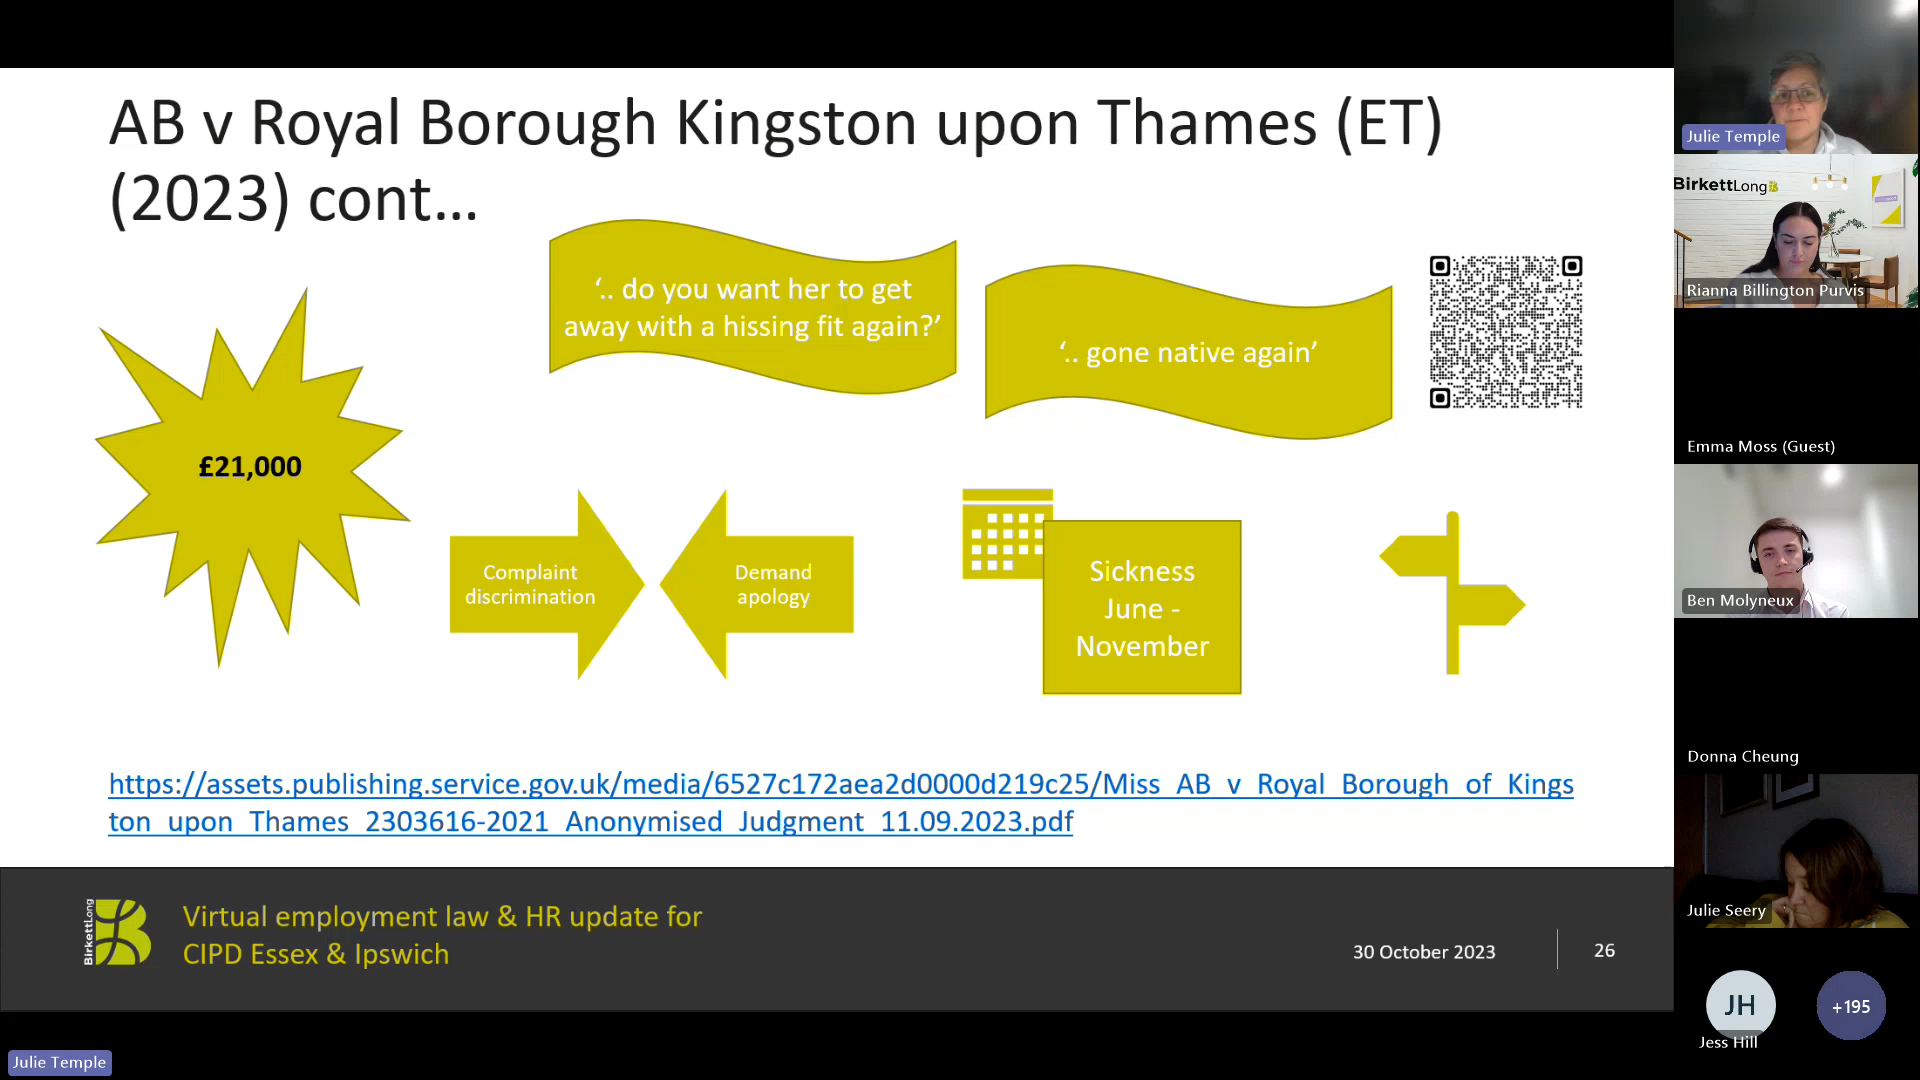 AB v Royal Borough Kingston upon Thames (ET)
(2023) cont...
‘.. do you want her to get
away with a hissing fit again?’
‘.. gone native again’
£21,000
Complaint
discrimination
Demand
apology
Sickness
June -
November
https://assets.publishing.service.gov.uk/media/6527c172aea2d0000d219c25/Miss_AB_v_Royal_Borough_of_Kings
ton_upon_Thames_2303616-2021_Anonymised_Judgment_11.09.2023.pdf
BirkettLong
Virtual employment law & HR update for
CIPD Essex & Ipswich
30 October 2023
26
Julie Temple
Julie Temple
BirkettLong
Rianna Billington Purvis
Emma Moss (Guest)
Ben Molyneux
Donna Cheung
Julie Seery
JH
Jess Hill
+195